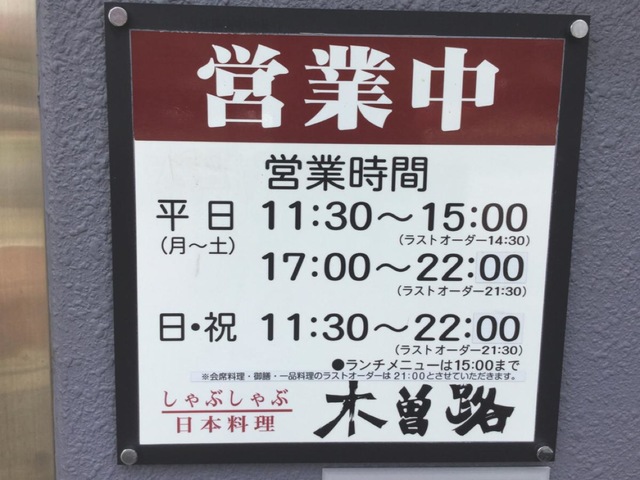 営業中
営業時間
平日 11:30～15:00
(月～土) (ラストオーダー14:30)
17:00～22:00
(ラストオーダー21:30)
日・祝 11:30～22:00
(ラストオーダー21:30)
●ランチメニューは15:00まで
※会席料理・御膳・一品料理のラストオーダーは21:00とさせていただきます。
しゃぶしゃぶ
日本料理
木曽路